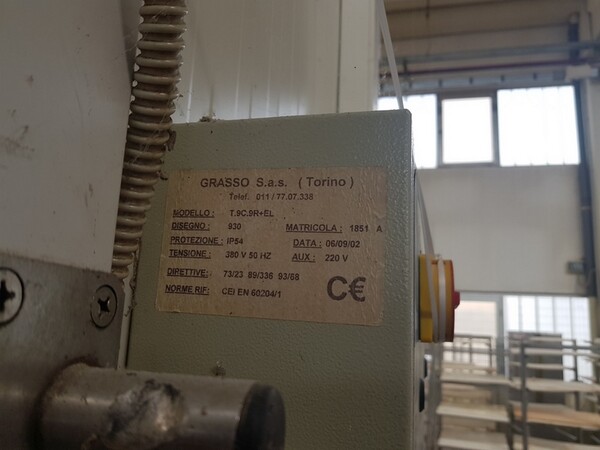 GRASSO S.a.s. ( Torino )
Telef. 011 / 77.07.338
MODELLO : T.9C.9R+EL
DISEGNO : 930 MATRICOLA : 1851 A
PROTEZIONE : IP54 DATA : 06/09/02
TENSIONE : 380 V 50 HZ AUX : 220 V
DIRETTIVE: 73/23 89/336 93/68
NORME RIF: CEI EN 60204/1
C€